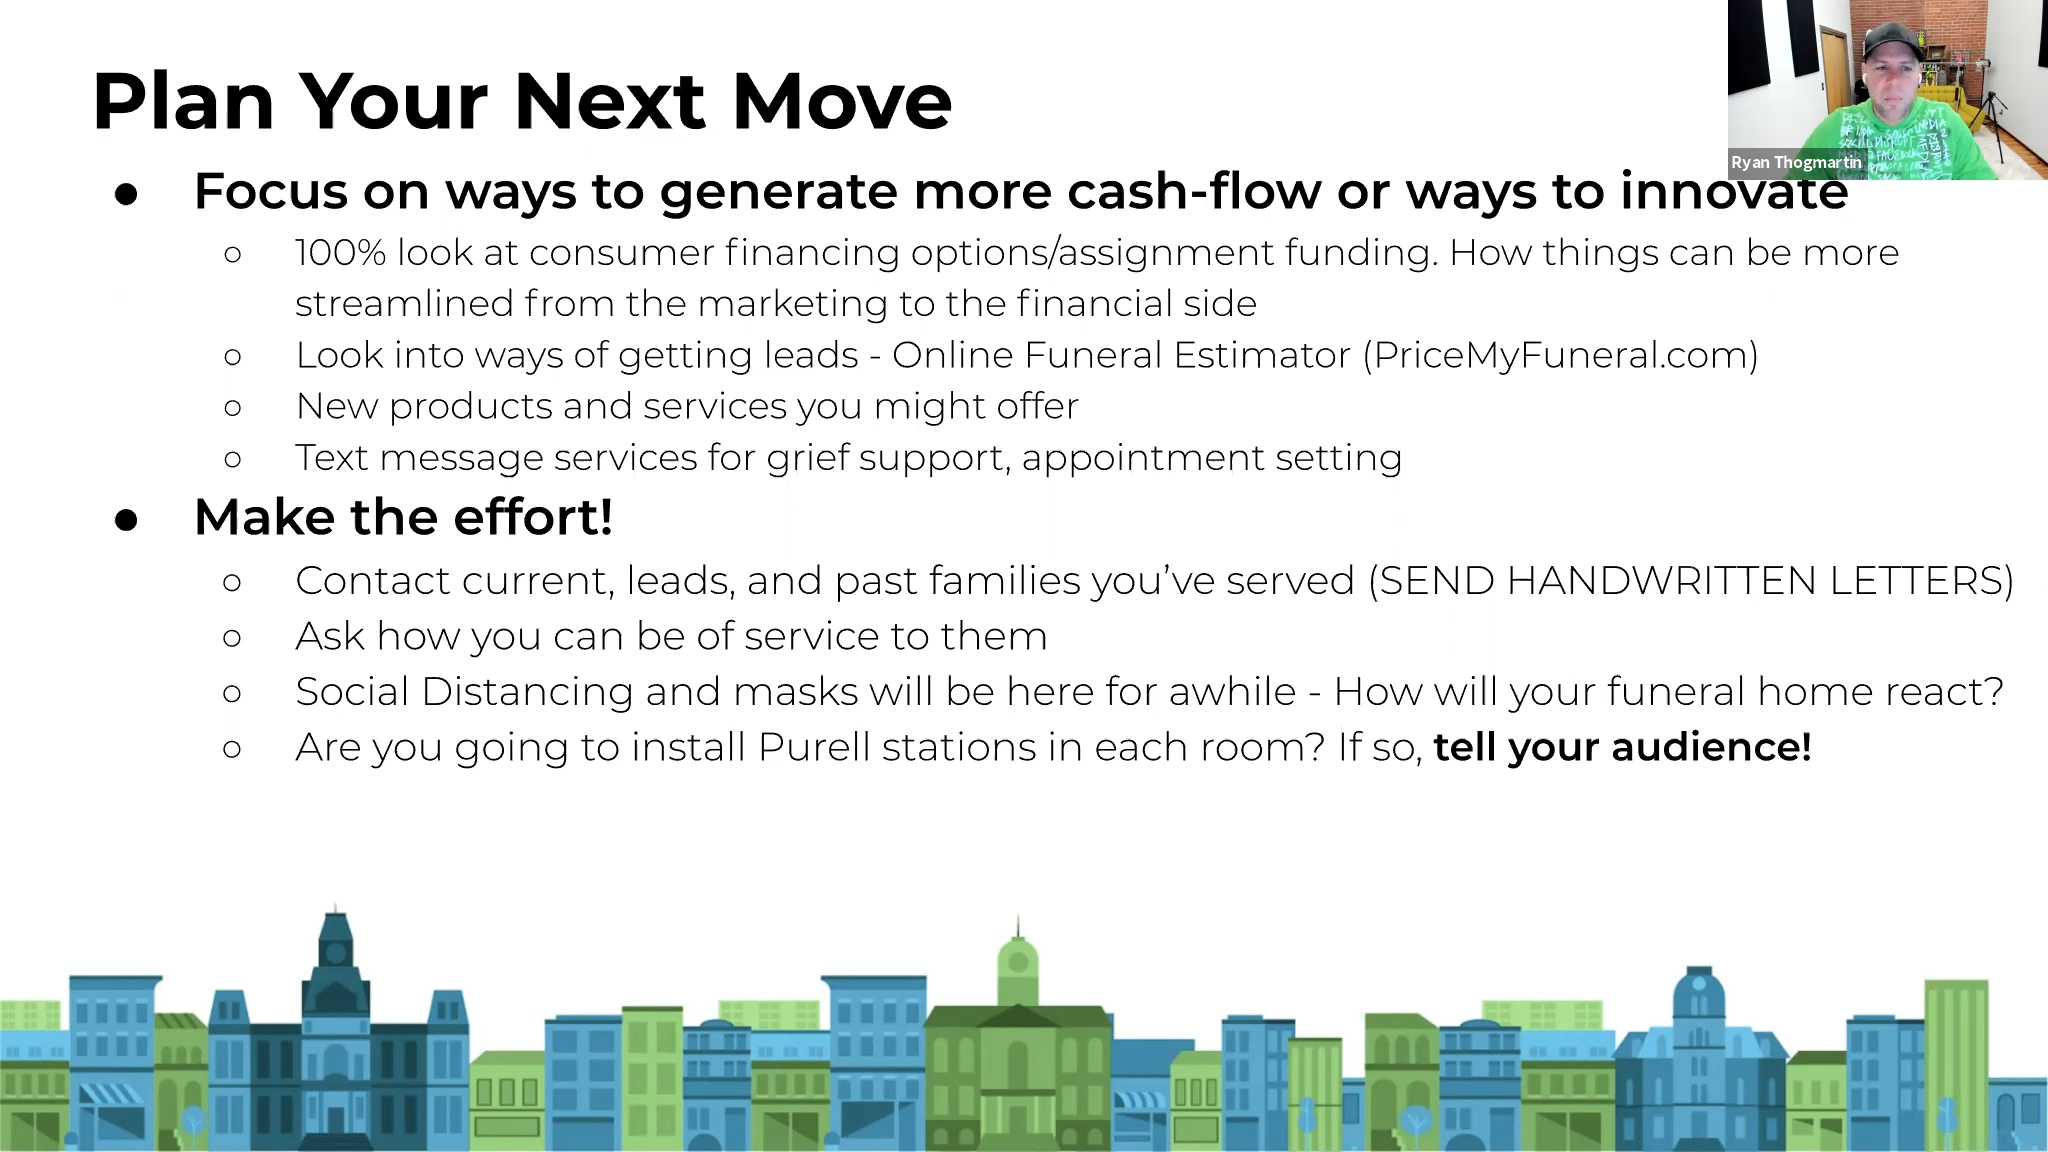 Plan Your Next Move
Ryan Thogmartin
● Focus on ways to generate more cash-flow or ways to innovate
○ 100% look at consumer financing options/assignment funding. How things can be more
streamlined from the marketing to the financial side
○ Look into ways of getting leads - Online Funeral Estimator (PriceMyFuneral.com)
○ New products and services you might offer
○ Text message services for grief support, appointment setting
● Make the effort!
○ Contact current, leads, and past families you’ve served (SEND HANDWRITTEN LETTERS)
○ Ask how you can be of service to them
○ Social Distancing and masks will be here for awhile - How will your funeral home react?
○ Are you going to install Purell stations in each room? If so, tell your audience!